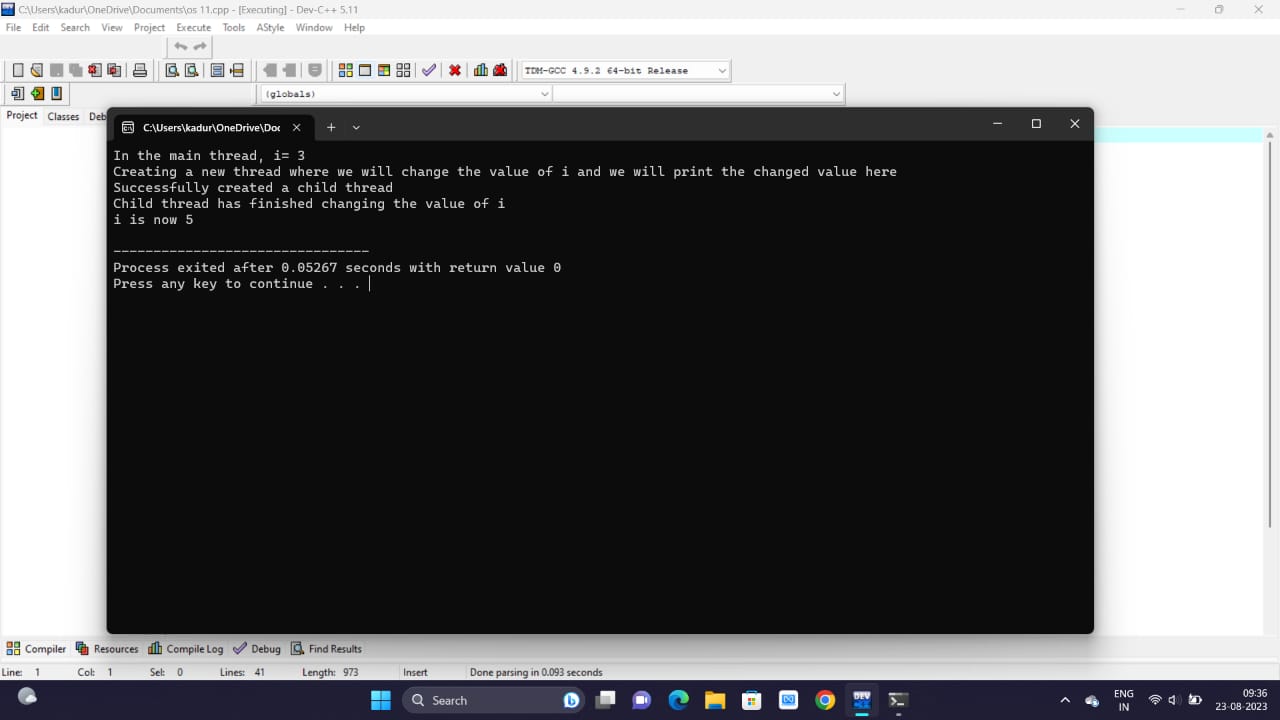 C:\Users\kadur\OneDrive\Documents\os 11.cpp - [Executing] - Dev-C++ 5.11
File Edit Search View Project Execute Tools AStyle Window Help
TDM-GCC 4.9.2 64-bit Release
(globals)
Project Classes Deb
C:\Users\kadur\OneDrive\Doc
In the main thread, i= 3
Creating a new thread where we will change the value of i and we will print the changed value here
Successfully created a child thread
Child thread has finished changing the value of i
i is now 5
--------------------------------
Process exited after 0.05267 seconds with return value 0
Press any key to continue . . .
Compiler Resources Compile Log Debug Find Results
Line: 1 Col: 1 Sel: 0 Lines: 41 Length: 973 Insert Done parsing in 0.093 seconds
Search
ENG
IN
09:36
23-08-2023